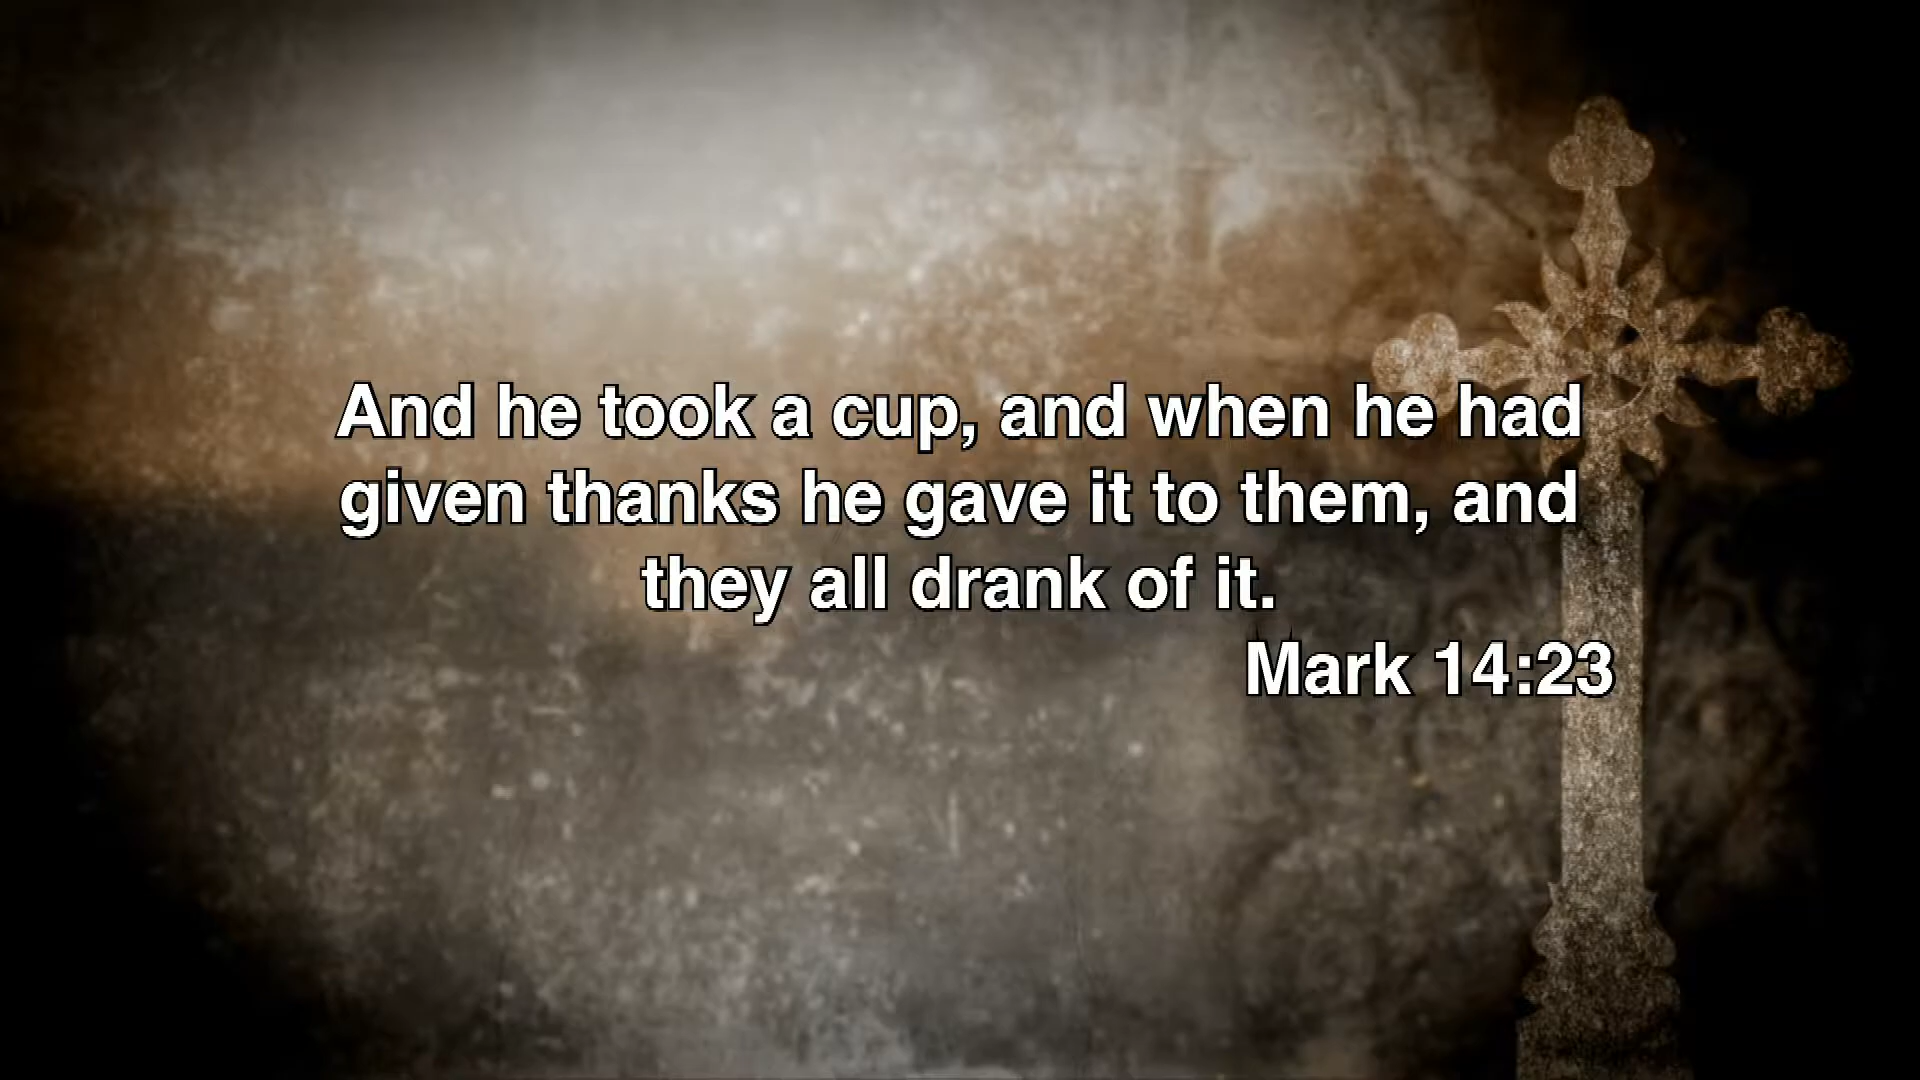 And he took a cup, and when he had
given thanks he gave it to them, and
they all drank of it.
Mark 14:23